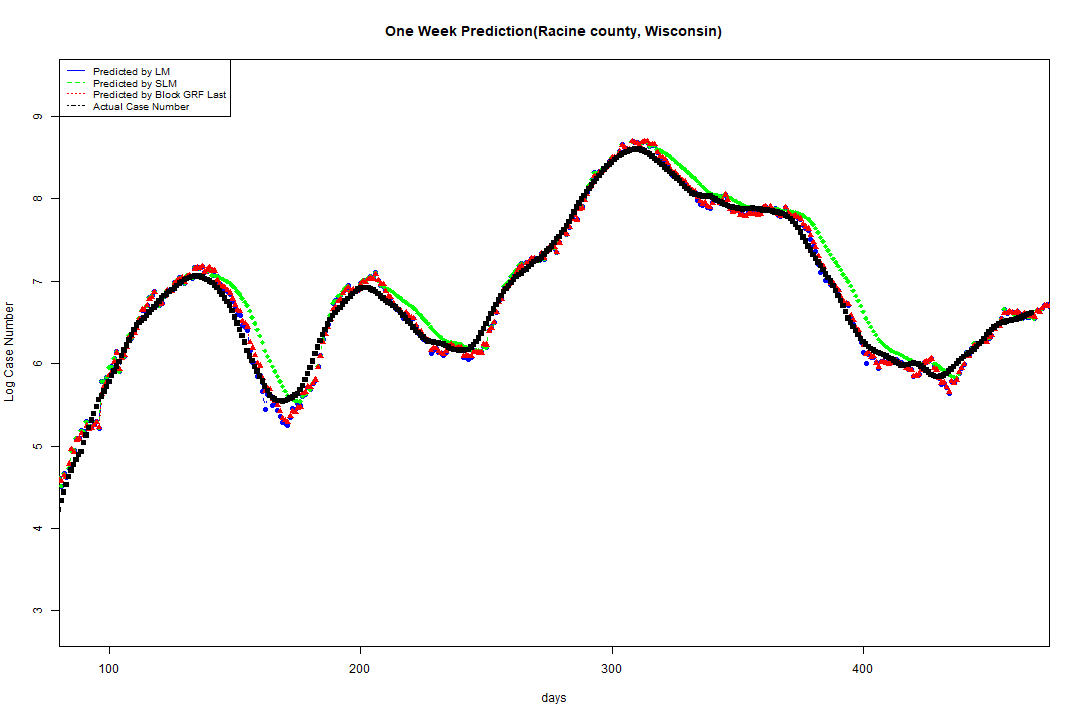 One Week Prediction(Racine county, Wisconsin)
Predicted by LM
Predicted by SLM
Predicted by Block GRF Last
Actual Case Number
9
8
7
6
5
4
3
Log Case Number
100 200 300 400
days